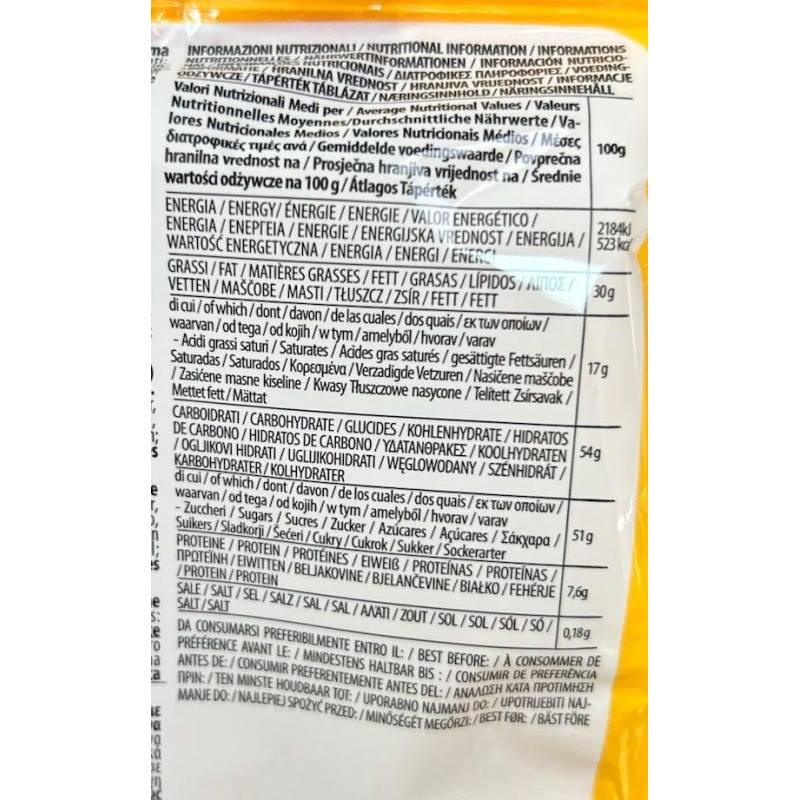 INFORMAZIONI NUTRIZIONALI / NUTRITIONAL INFORMATION / INFORMATIONS
NUTRITIONNELLES / NÄHRWERTINFORMATIONEN / INFORMACIÓN NUTRICIO-
NUTRICIONAIS / ΔΙΑΤΡΟΦΙΚΕΣ ΠΛΗΡΟΦΟΡΙΕΣ / VOEDING-
/ HRANILNA VREDNOST / HRANJIVA VRIJEDNOST / INFORMACJE
ODŻYWCZE / TÁPÉRTÉK TÁBLÁZAT / NÆRINGSINNHOLD / NÄRINGSINNEHÅLL
Valori Nutrizionali Medi per / Average Nutritional Values / Valeurs
Nutritionnelles Moyennes/Durchschnittliche Nährwerte / Va-
lores Nutricionales Medios / Valores Nutricionais Médios / Μέσες
διατροφικές τιμές ανά / Gemiddelde voedingswaarde / Povprečna
hranilna vrednost na / Prosječna hranjiva vrijednost na / Średnie
wartości odżywcze na 100 g / Átlagos Tápérték
100g
ENERGIA / ENERGY/ ÉNERGIE / ENERGIE / VALOR ENERGÉTICO /
ENERGIA / ΕΝΕΡΓΕΙΑ / ENERGIE / ENERGIJSKA VREDNOST / ENERGIJA /
WARTOŚĆ ENERGETYCZNA / ENERGIA / ENERGI / ENERGI
2184kJ
523 kc
GRASSI / FAT / MATIÈRES GRASSES / FETT / GRASAS / LÍPIDOS / ΛΙΠΟΣ /
VETTEN / MAŠČOBE / MASTI / TŁUSZCZ / ZSÍR / FETT / FETT
30g
di cui / of which / dont / davon / de las cuales / dos quais / εκ των οποίων /
waarvan / od tega / od kojih / w tym / amelyből / hvorav / varav
- Acidi grassi saturi / Saturates / Acides gras saturés / gesättigte Fettsäuren /
Saturadas / Saturados / Κορεσμένα / Verzadigde Vetzuren / Nasičene maščobe
/ Zasićene masne kiseline / Kwasy Tłuszczowe nasycone / Telített Zsírsavak /
Mettet fett / Mättat
17g
CARBOIDRATI / CARBOHYDRATE / GLUCIDES / KOHLENHYDRATE / HIDRATOS
DE CARBONO / HIDRATOS DE CARBONO / ΥΔΑΤΑΝΘΡΑΚΕΣ / KOOLHYDRATEN
/ OGLJIKOVI HIDRATI / UGLJIKOHIDRATI / WĘGLOWODANY / SZÉNHIDRÁT /
KARBOHYDRATER / KOLHYDRATER
54g
di cui / of which / dont / davon / de los cuales / dos quais / εκ των οποίων /
waarvan / od tega / od kojih / w tym / amelyből / hvorav / varav
- Zuccheri / Sugars / Sucres / Zucker / Azúcares / Açúcares / Σάκχαρα /
Suikers / Sladkorji / Šećeri / Cukry / Cukrok / Sukker / Sockerarter
51g
PROTEINE / PROTEIN / PROTÉINES / EIWEIß / PROTEÍNAS / PROTEÍNAS /
ΠΡΩΤΕΪΝΗ / EIWITTEN / BELJAKOVINE / BJELANČEVINE / BIAŁKO / FEHÉRJE
/ PROTEIN / PROTEIN
7,6g
SALE / SALT / SEL / SALZ / SAL / SAL / ΑΛΑΤΙ / ZOUT / SOL / SOL / SÓL / SÓ /
SALT / SALT
0,18g
DA CONSUMARSI PREFERIBILMENTE ENTRO IL: / BEST BEFORE: / À CONSOMMER DE
PRÉFÉRENCE AVANT LE: / MINDESTENS HALTBAR BIS : / CONSUMIR DE PREFERENCIA
ANTES DE: / CONSUMIR PREFERENTEMENTE ANTES DEL: / ΑΝΑΛΩΣΗ ΚΑΤΑ ΠΡΟΤΙΜΗΣΗ
ΠΡΙΝ: / TEN MINSTE HOUDBAAR TOT: / UPORABNO NAJMANJ DO: / UPOTRIJEBITI NAJ-
MANJE DO: / NAJLEPIEJ SPOŻYĆ PRZED: / MINŐSÉGÉT MEGŐRZI: / BEST FØR: / BÄST FÖRE